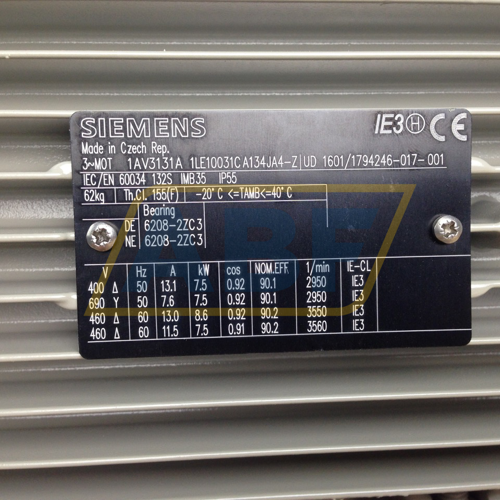 SIEMENS IE3 H CE
Made in Czech Rep.
3~MOT 1AV3131A 1LE10031CA134JA4-Z UD 1601/1794246-017-001
IEC/EN 60034 132S IMB35 IP55
62kg Th.Cl. 155(F) -20°C <=TAMB<=40°C
Bearing
DE 6208-2ZC3
NE 6208-2ZC3
V Hz A kW cos NOM.EFF 1/min IE-CL
400 Δ 50 13.1 7.5 0.92 90.1 2950 IE3
690 Y 50 7.6 7.5 0.92 90.1 2950 IE3
460 Δ 60 13.0 8.6 0.92 90.2 3550 IE3
460 Δ 60 11.5 7.5 0.91 90.2 3560 IE3
ABF